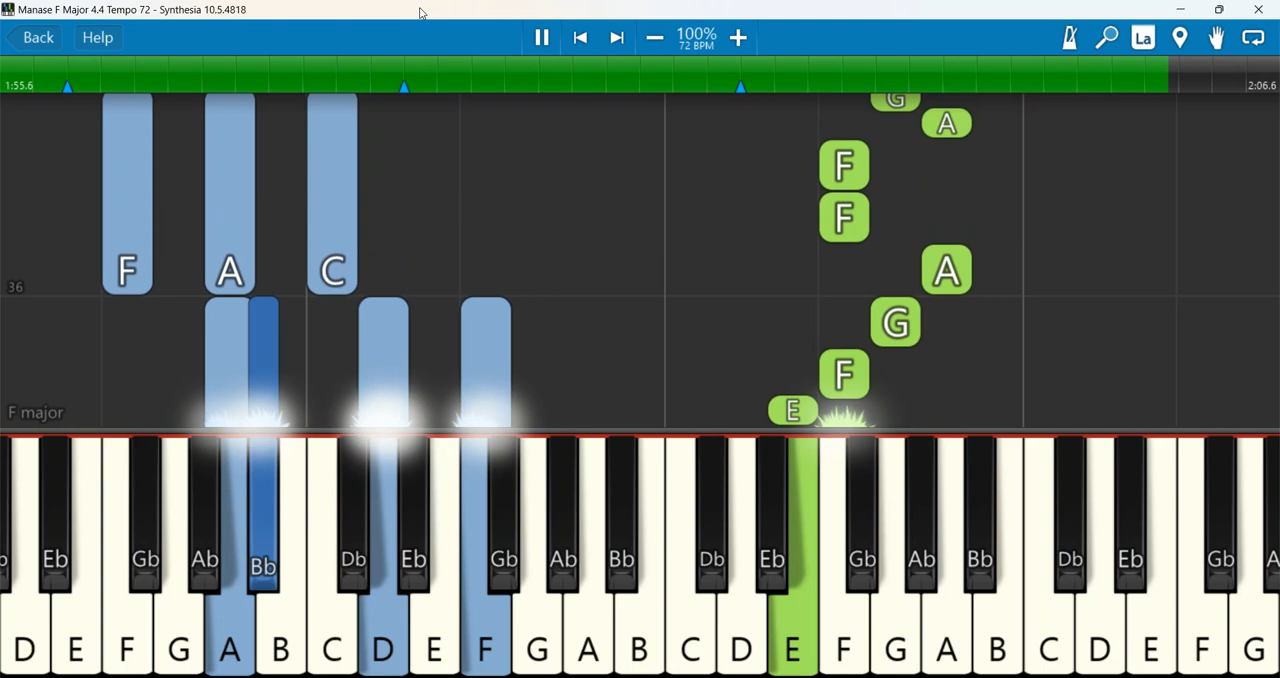 Manase F Major 4.4 Tempo 72 - Synthesia 10.5.4818
Back Help 100% La
72 BPM
1:55.6 2:06.6
G
A
F
F
F A C A
36
G
F
F major E
Eb Gb Ab Bb Db Eb Gb Ab Bb Db Eb Gb Ab Bb Db Eb Gb A
D E F G A B C D E F G A B C D E F G A B C D E F G